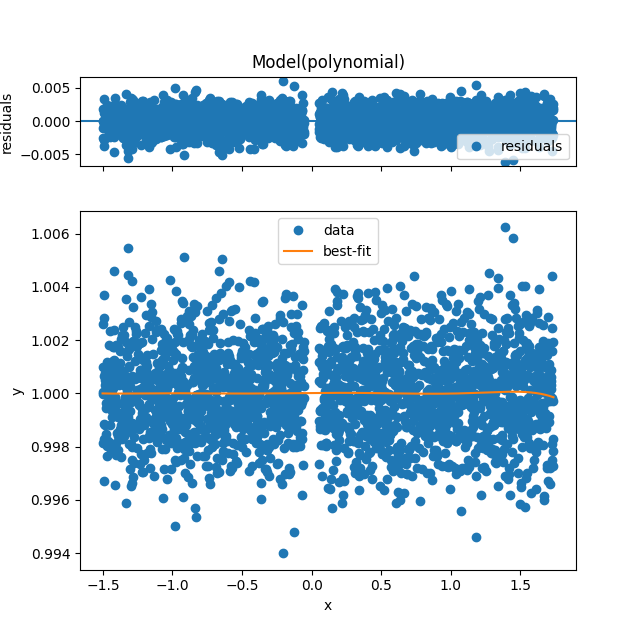 Model(polynomial)
residuals
0.005
0.000
−0.005
residuals
data
best-fit
y
1.006
1.004
1.002
1.000
0.998
0.996
0.994
−1.5 −1.0 −0.5 0.0 0.5 1.0 1.5
x